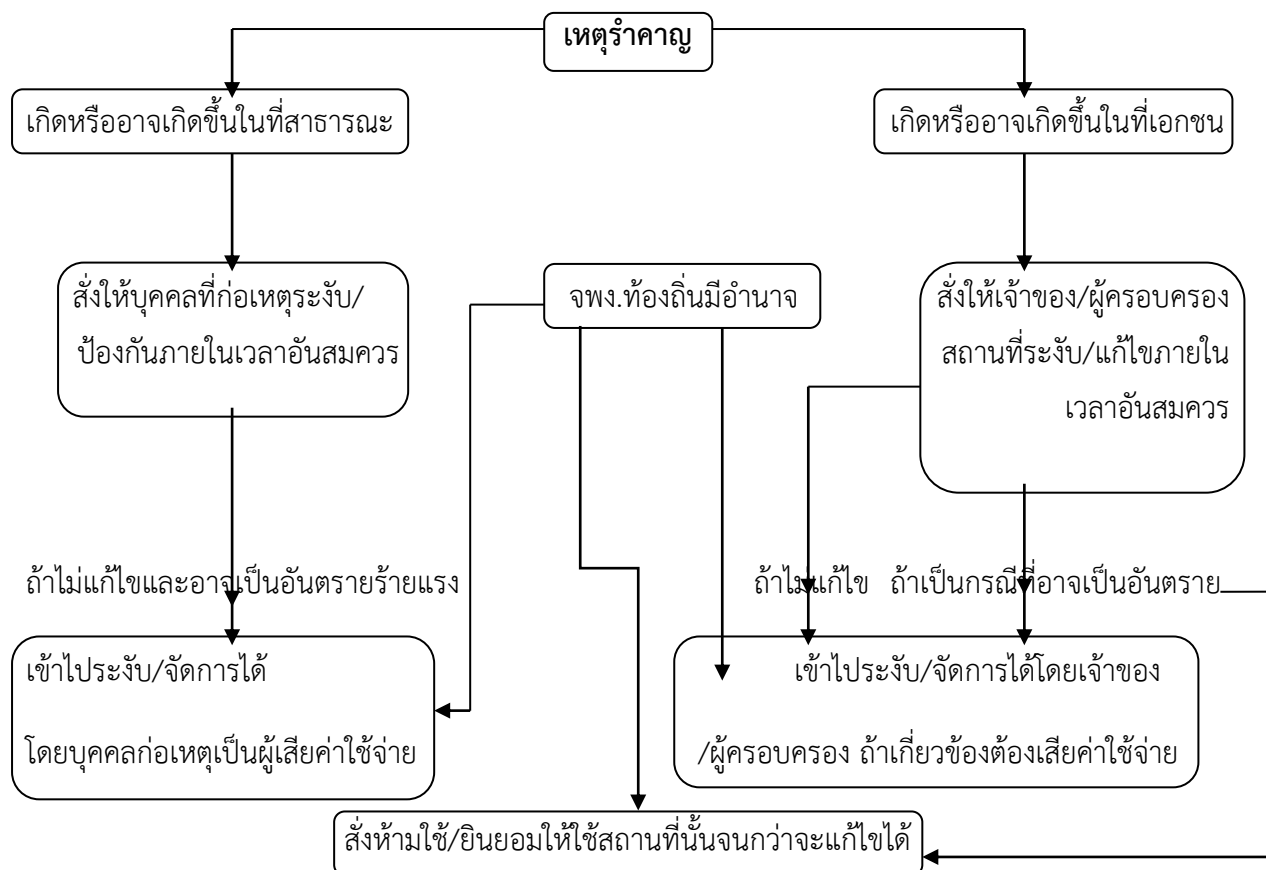 เหตุรำคาญ
เกิดหรืออาจเกิดขึ้นในที่สาธารณะ
เกิดหรืออาจเกิดขึ้นในที่เอกชน
สั่งให้บุคคลที่ก่อเหตุระงับ/
ป้องกันภายในเวลาอันสมควร
จพง.ท้องถิ่นมีอำนาจ
สั่งให้เจ้าของ/ผู้ครอบครอง
สถานที่ระงับ/แก้ไขภายใน
เวลาอันสมควร
ถ้าไม่แก้ไขและอาจเป็นอันตรายร้ายแรง
ถ้าไม่แก้ไข ถ้าเป็นกรณีที่อาจเป็นอันตราย
เข้าไประงับ/จัดการได้
โดยบุคคลก่อเหตุเป็นผู้เสียค่าใช้จ่าย
เข้าไประงับ/จัดการได้โดยเจ้าของ
/ผู้ครอบครอง ถ้าเกี่ยวข้องต้องเสียค่าใช้จ่าย
สั่งห้ามใช้/ยินยอมให้ใช้สถานที่นั้นจนกว่าจะแก้ไขได้